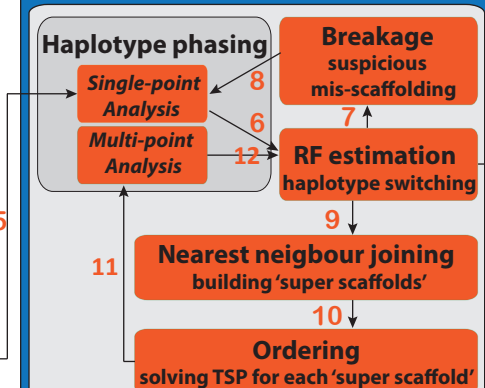 Haplotype phasing
Single-point
Analysis
Multi-point
Analysis
Breakage
suspicious
mis-scaffolding
8
6
7
12
RF estimation
haplotype switching
5
9
Nearest neigbour joining
building 'super scaffolds'
11
10
Ordering
solving TSP for each 'super scaffold'